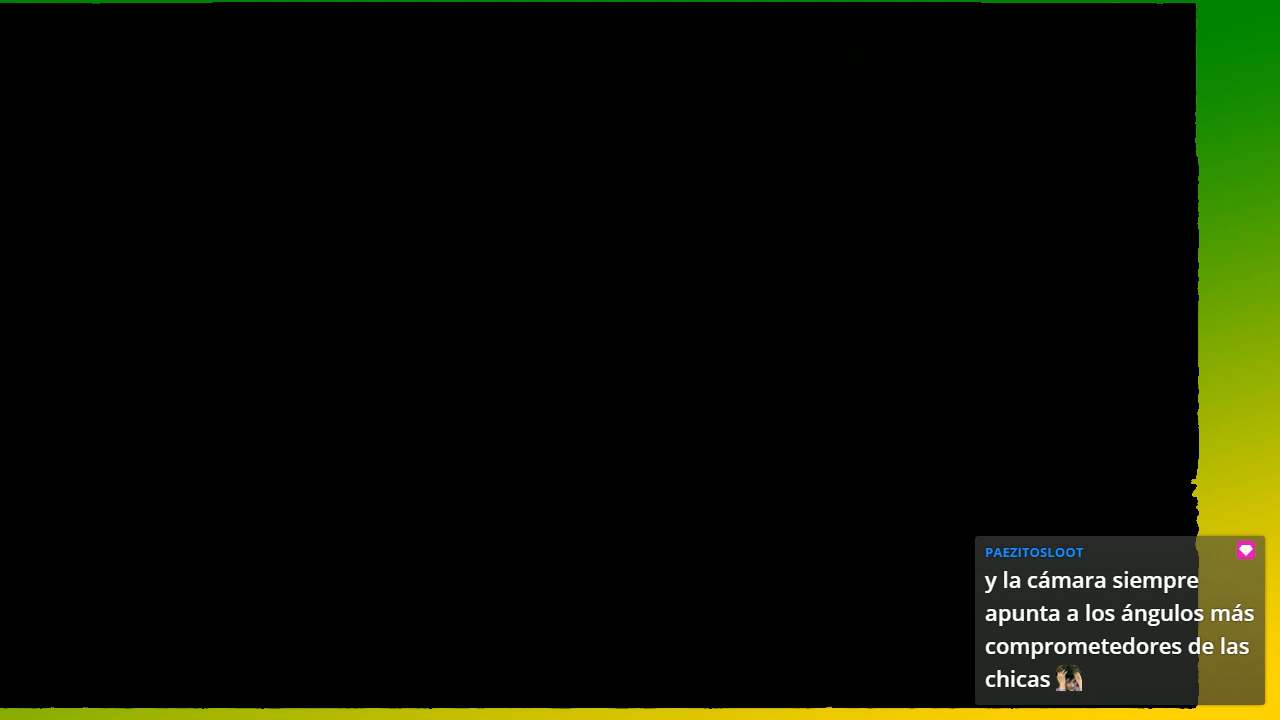 PAEZITOSLOOT
y la cámara siempre
apunta a los ángulos más
comprometedores de las
chicas